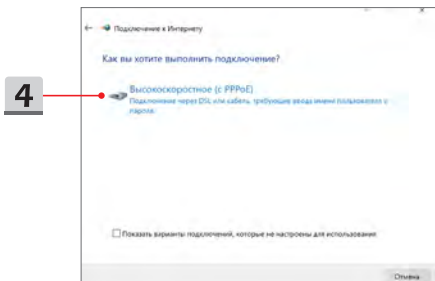 Подключение к Интернету
Как вы хотите выполнить подключение?
4
Высокоскоростное (с PPPoE)
Подключение через DSL или кабель, требующее ввода имени пользователя и
пароля.
Показать варианты подключений, которые не настроены для использования
Отмена